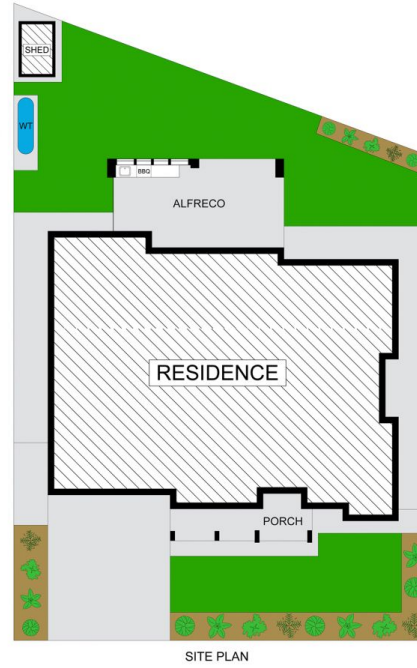 SHED
WT
BBQ
ALFRECO
RESIDENCE
PORCH
SITE PLAN